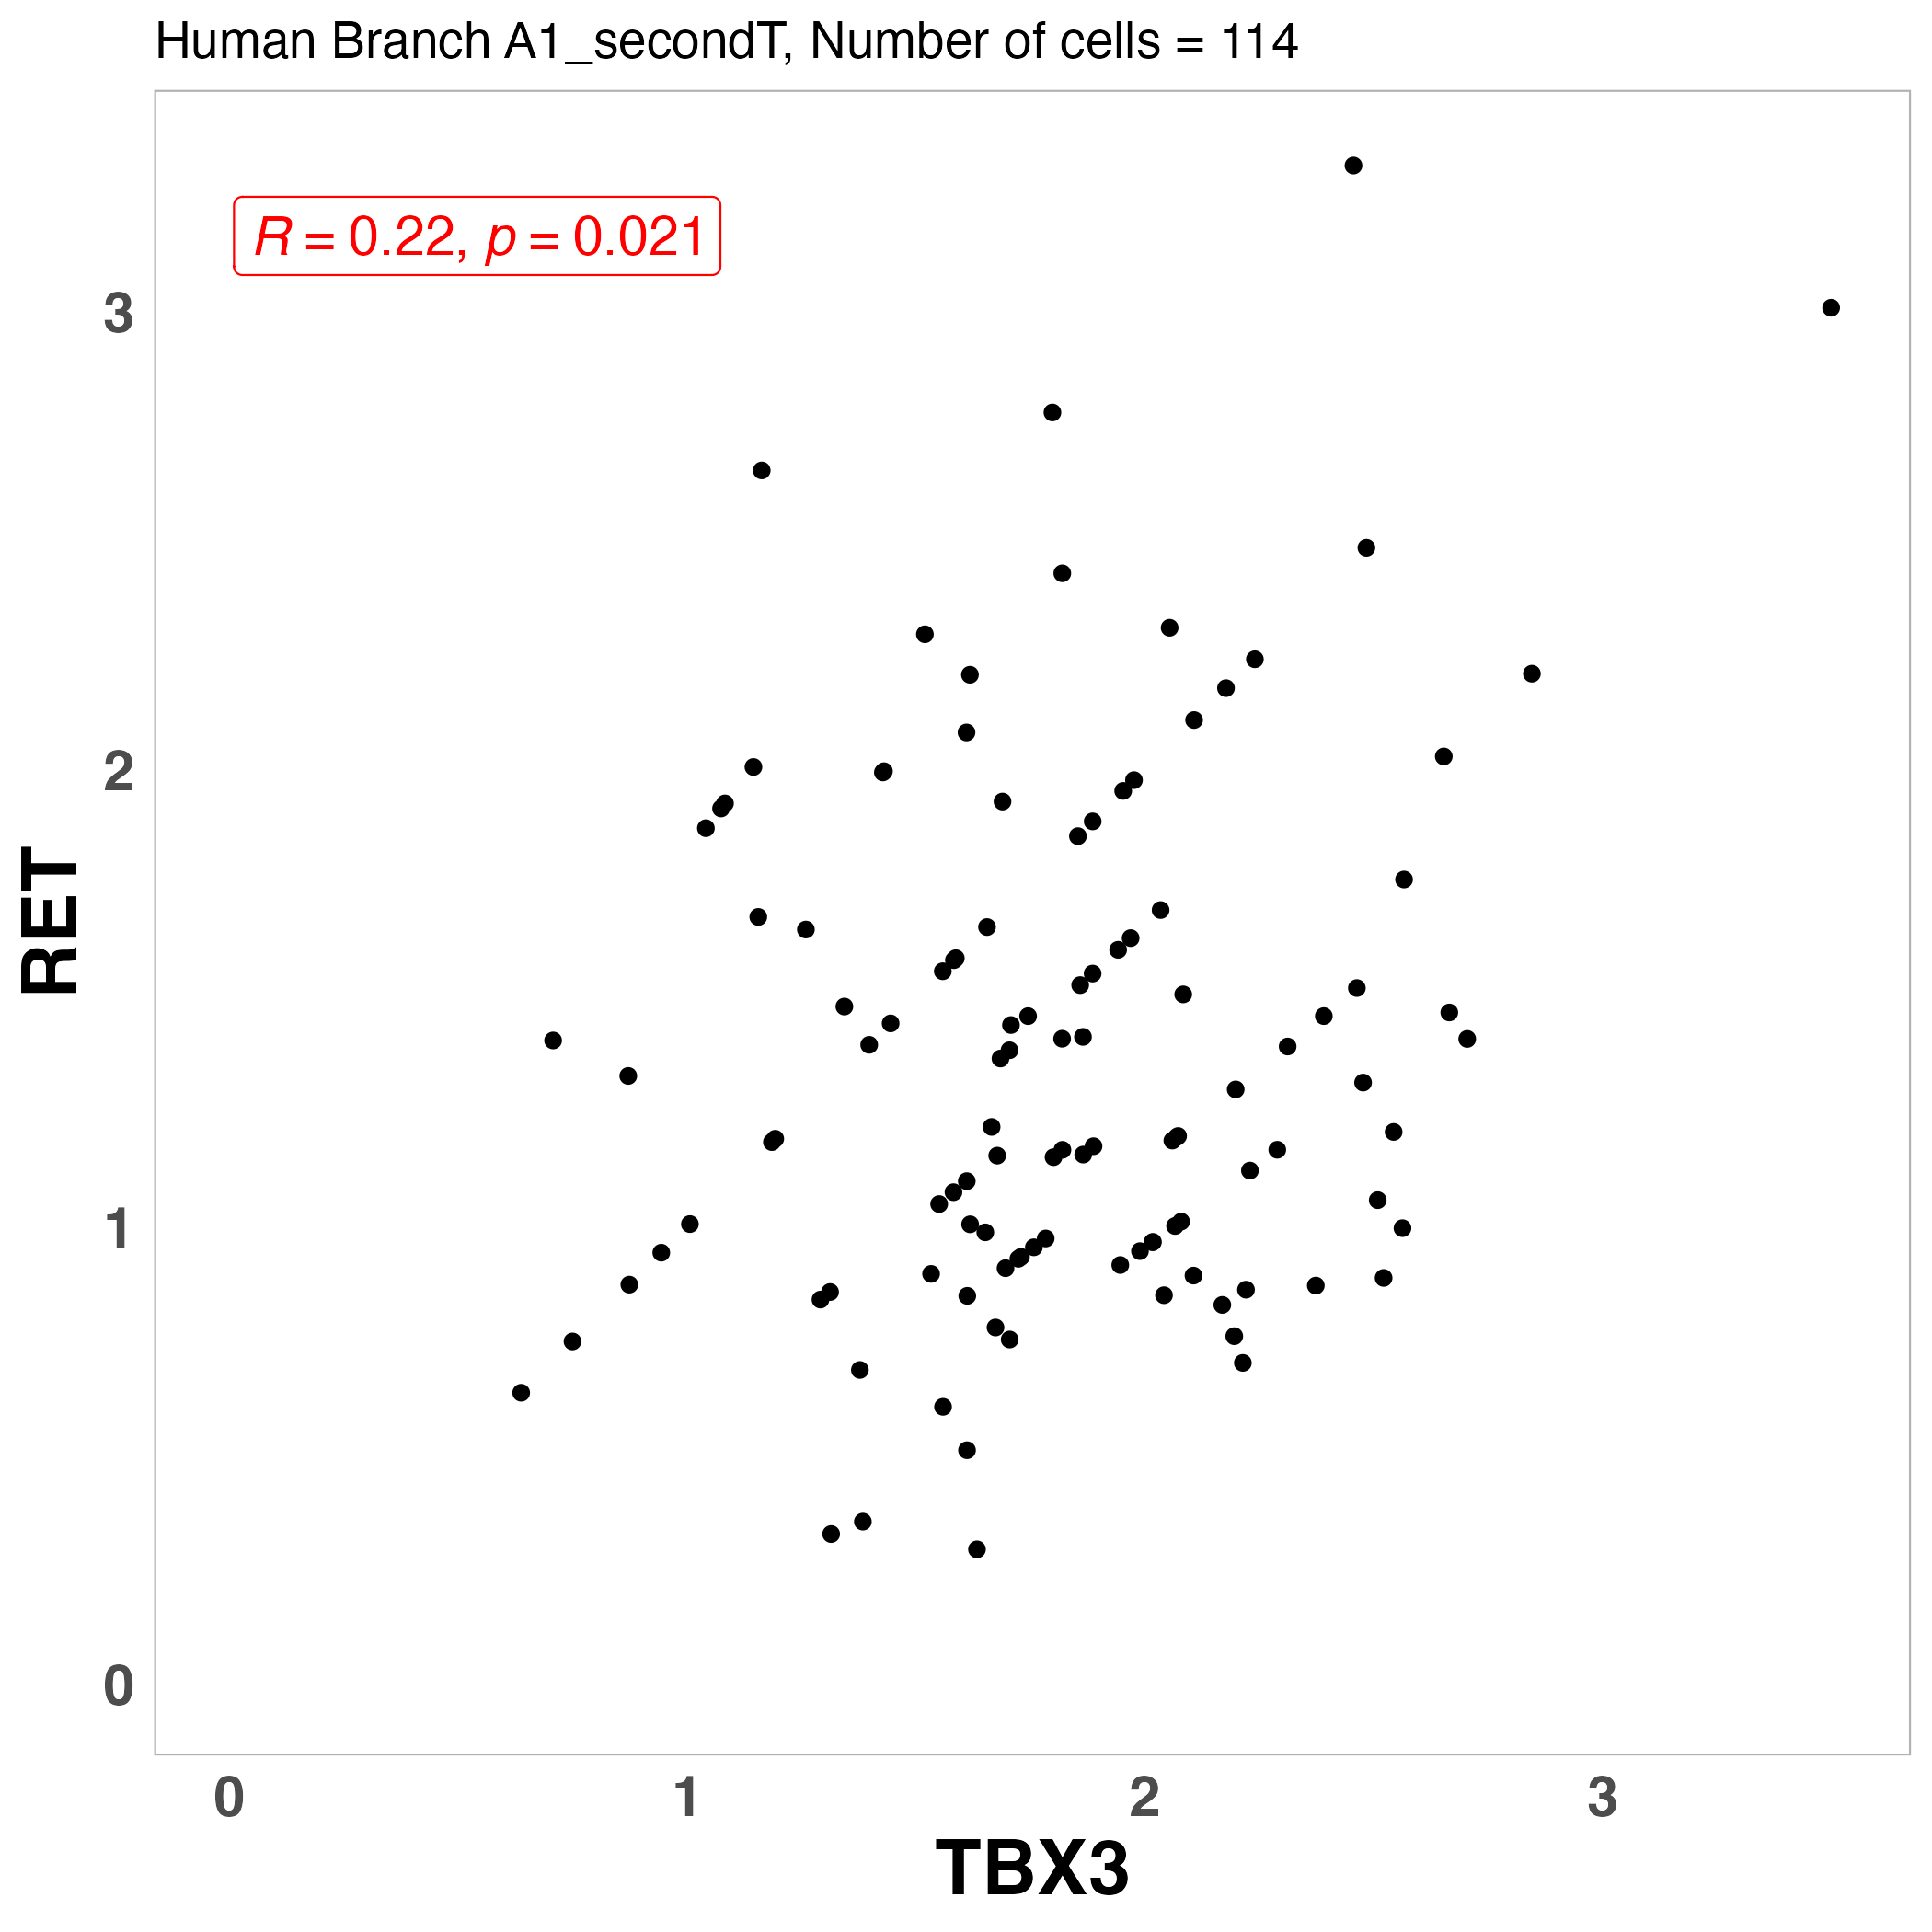 Human Branch A1_secondT, Number of cells = 114
R = 0.22, p = 0.021
3
2
1
0
RET
0 1 2 3
TBX3